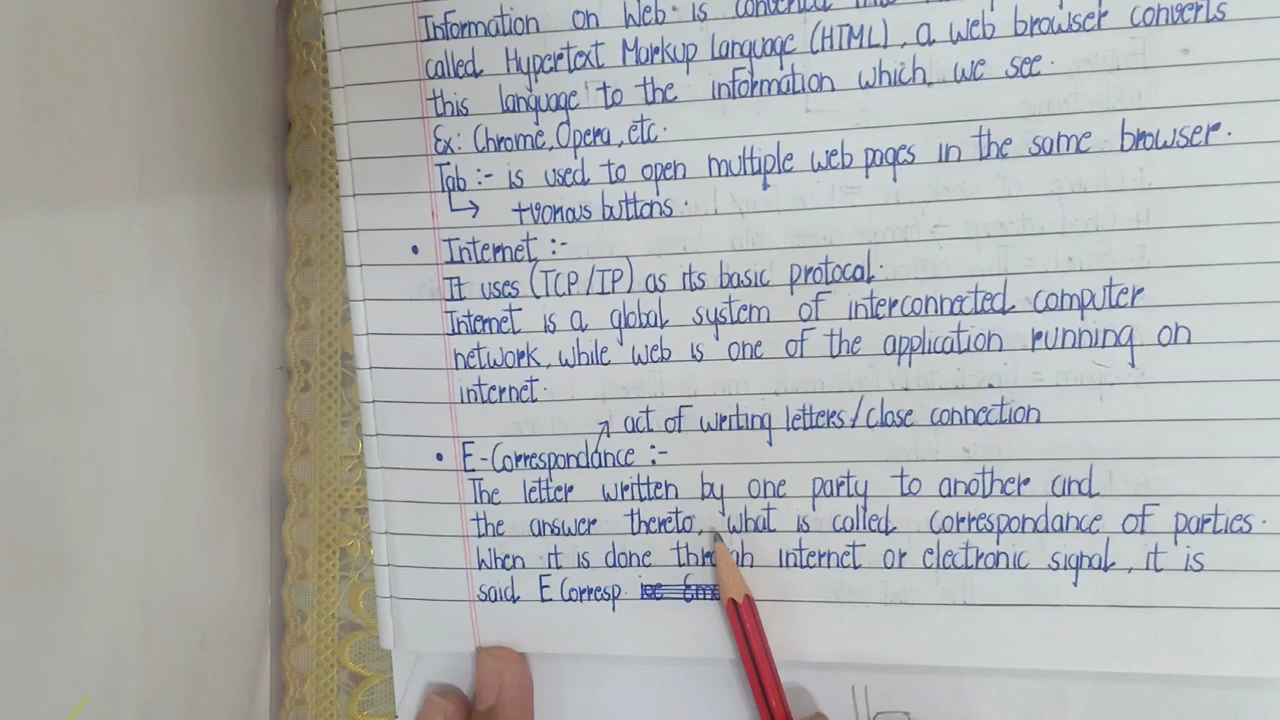 Information on Web is converted
called Hypertext Markup language (HTML), a web browser converts
this language to the information which we see.
Ex: Chrome, Opera, etc.
Tab :- is used to open multiple web pages in the same browser.
↳ +various buttons.
• Internet :-
It uses (TCP/IP) as its basic protocal.
Internet is a global system of interconnected computer
network, while web is one of the application running on
internet.
↗ act of writing letters/close connection
• E-Correspondance :-
The letter written by one party to another and
the answer thereto, what is called correspondance of parties.
When it is done through internet or electronic signal, it is
said E Corresp.